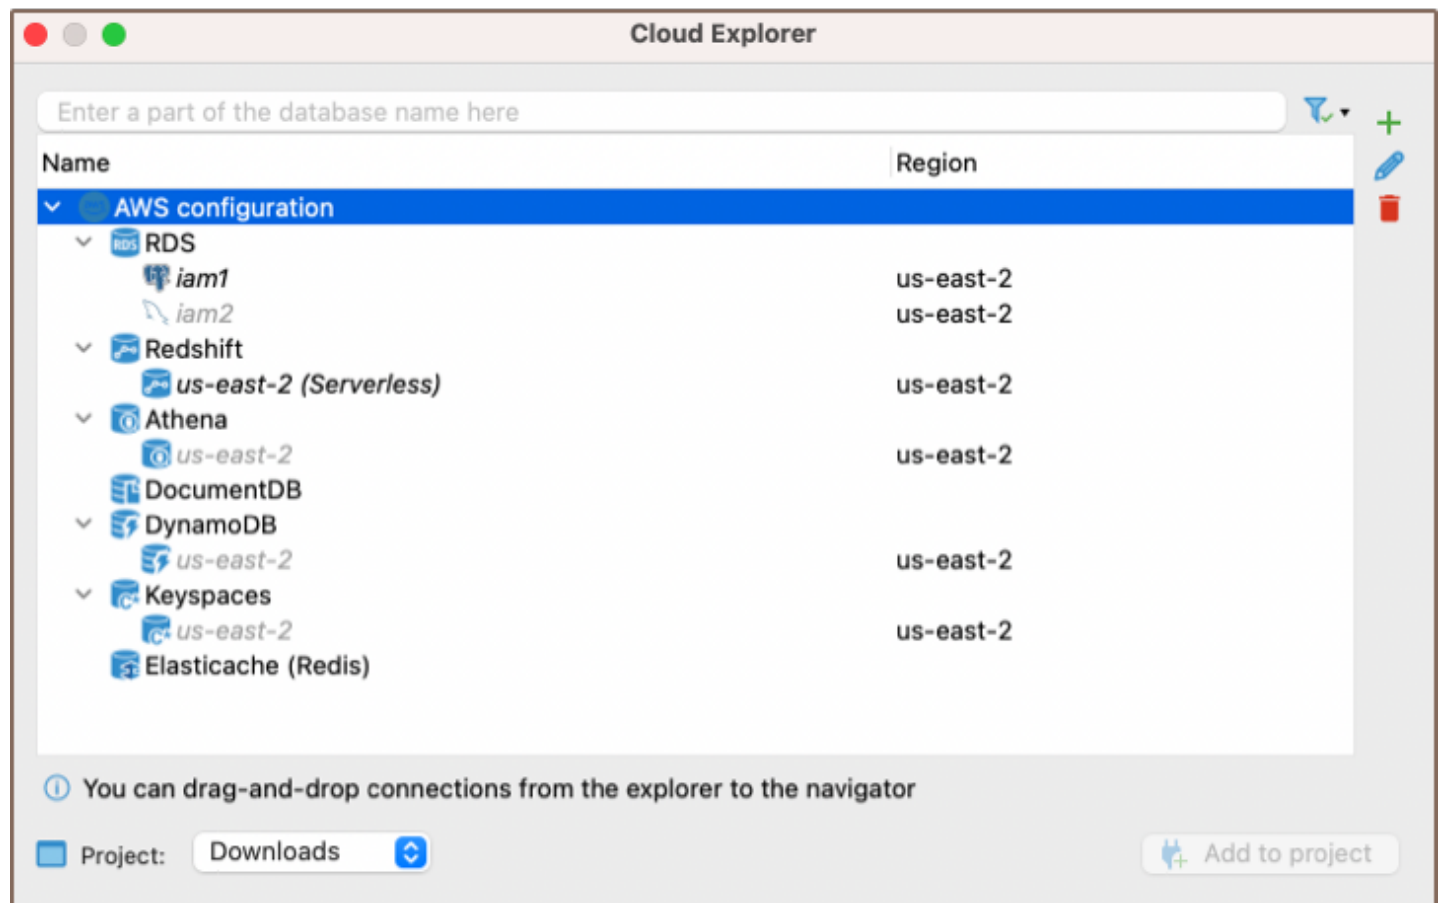 Cloud Explorer
Enter a part of the database name here
Name Region
AWS configuration
RDS RDS
iam1 us-east-2
iam2 us-east-2
Redshift
us-east-2 (Serverless) us-east-2
Athena
us-east-2 us-east-2
DocumentDB
DynamoDB
us-east-2 us-east-2
Keyspaces
us-east-2 us-east-2
Elasticache (Redis)
You can drag-and-drop connections from the explorer to the navigator
Project: Downloads Add to project